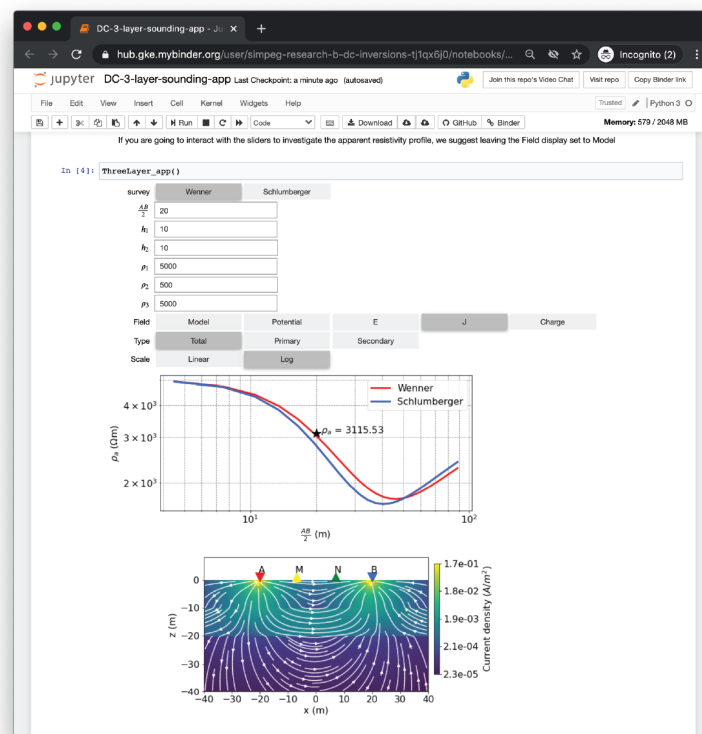 DC-3-layer-sounding-app - Ju
hub.gke.mybinder.org/user/simpeg-research-b-dc-inversions-tj1qx6j0/notebooks/...
Incognito (2)
jupyter DC-3-layer-sounding-app Last Checkpoint: a minute ago (autosaved)
Join this repo's Video Chat Visit repo Copy Binder link
File Edit View Insert Cell Kernel Widgets Help
Trusted Python 3
Run Code Download GitHub Binder Memory: 579 / 2048 MB
If you are going to interact with the sliders to investigate the apparent resistivity profile, we suggest leaving the Field display set to Model
In [4]: ThreeLayer_app()
survey Wenner Schlumberger
AB/2 20
h₁ 10
h₂ 10
ρ₁ 5000
ρ₂ 500
ρ₃ 5000
Field Model Potential E J Charge
Type Total Primary Secondary
Scale Linear Log
Wenner
Schlumberger
4 × 10³
3 × 10³
2 × 10³
ρₐ (Ωm)
ρₐ = 3115.53
10¹ 10²
AB/2 (m)
A M N B
0
−10
−20
−30
−40
z (m)
−40 −30 −20 −10 0 10 20 30 40
x (m)
1.7e-01
1.8e-02
1.9e-03
2.1e-04
2.3e-05
Current density (A/m²)